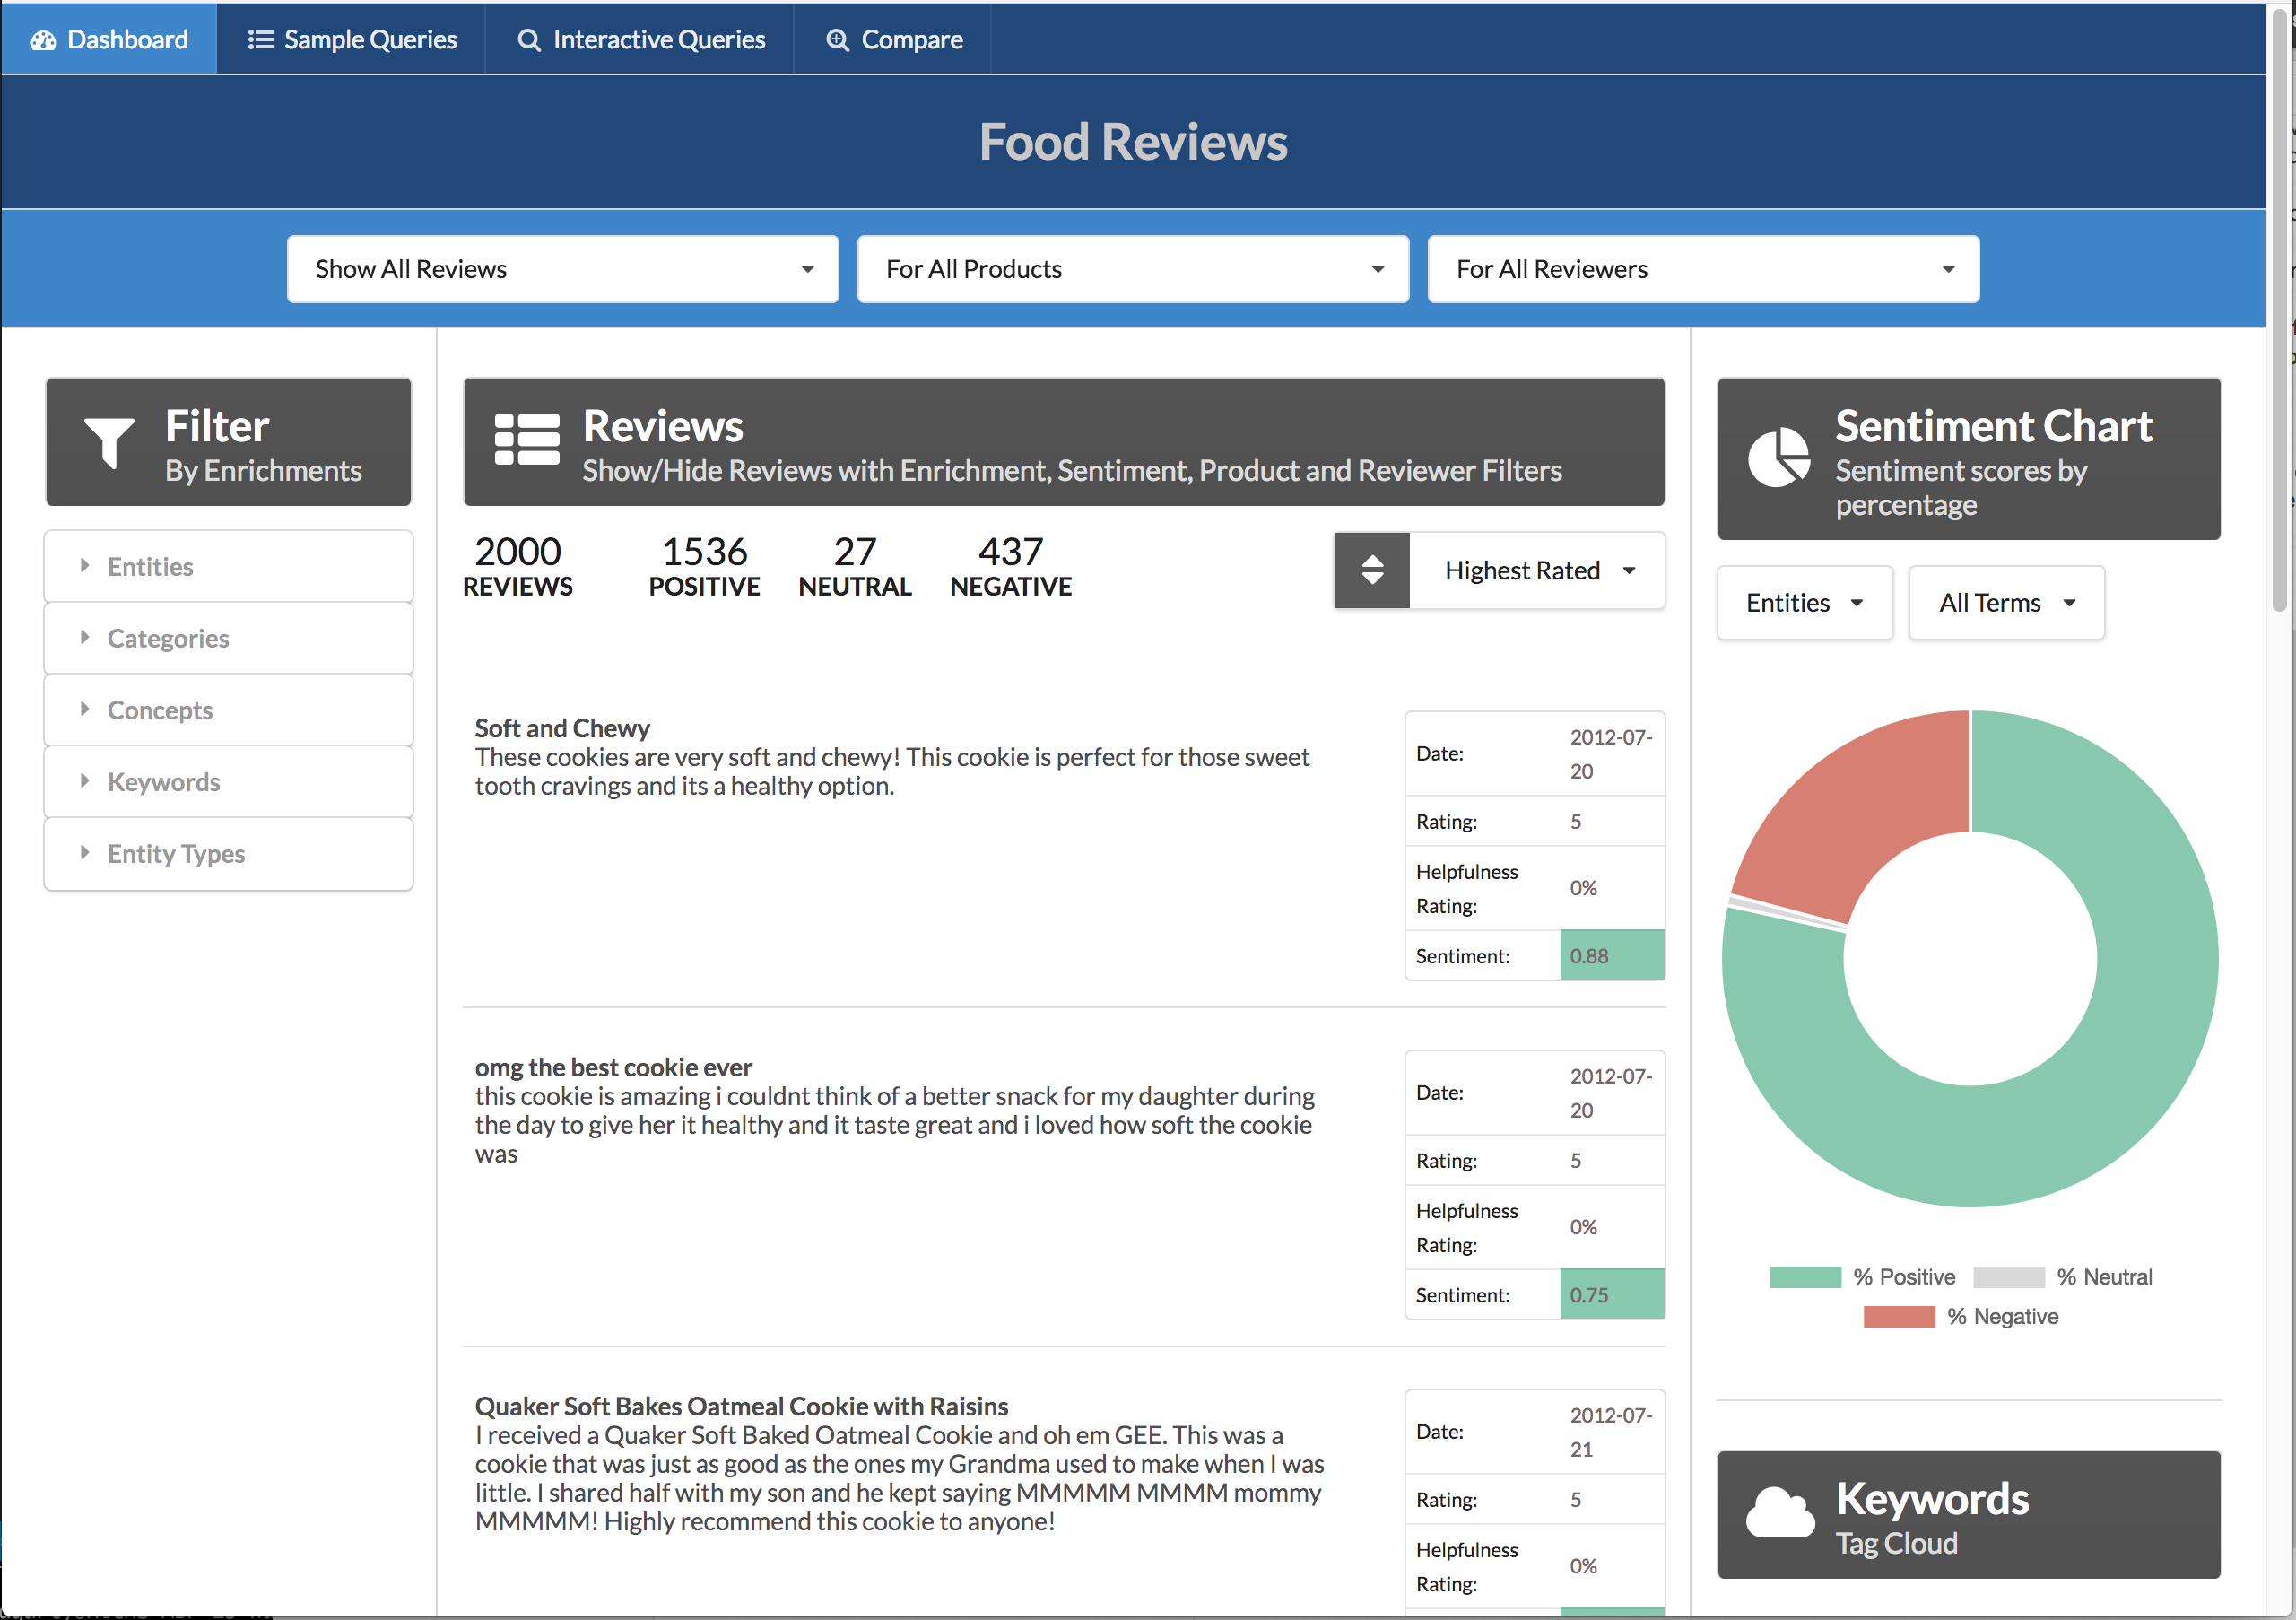 Dashboard
Sample Queries
Interactive Queries
Compare
Food Reviews
Show All Reviews
For All Products
For All Reviewers
Filter
By Enrichments
Entities
Categories
Concepts
Keywords
Entity Types
Reviews
Show/Hide Reviews with Enrichment, Sentiment, Product and Reviewer Filters
2000
REVIEWS
1536
POSITIVE
27
NEUTRAL
437
NEGATIVE
Highest Rated
Soft and Chewy
These cookies are very soft and chewy! This cookie is perfect for those sweet
tooth cravings and its a healthy option.
Date:
2012-07-
20
Rating:
5
Helpfulness
Rating:
0%
Sentiment:
0.88
omg the best cookie ever
this cookie is amazing i couldnt think of a better snack for my daughter during
the day to give her it healthy and it taste great and i loved how soft the cookie
was
Date:
2012-07-
20
Rating:
5
Helpfulness
Rating:
0%
Sentiment:
0.75
Quaker Soft Bakes Oatmeal Cookie with Raisins
I received a Quaker Soft Baked Oatmeal Cookie and oh em GEE. This was a
cookie that was just as good as the ones my Grandma used to make when I was
little. I shared half with my son and he kept saying MMMMM MMMM mommy
MMMMM! Highly recommend this cookie to anyone!
Date:
2012-07-
21
Rating:
5
Helpfulness
Rating:
0%
Sentiment Chart
Sentiment scores by
percentage
Entities
All Terms
% Positive
% Neutral
% Negative
Keywords
Tag Cloud